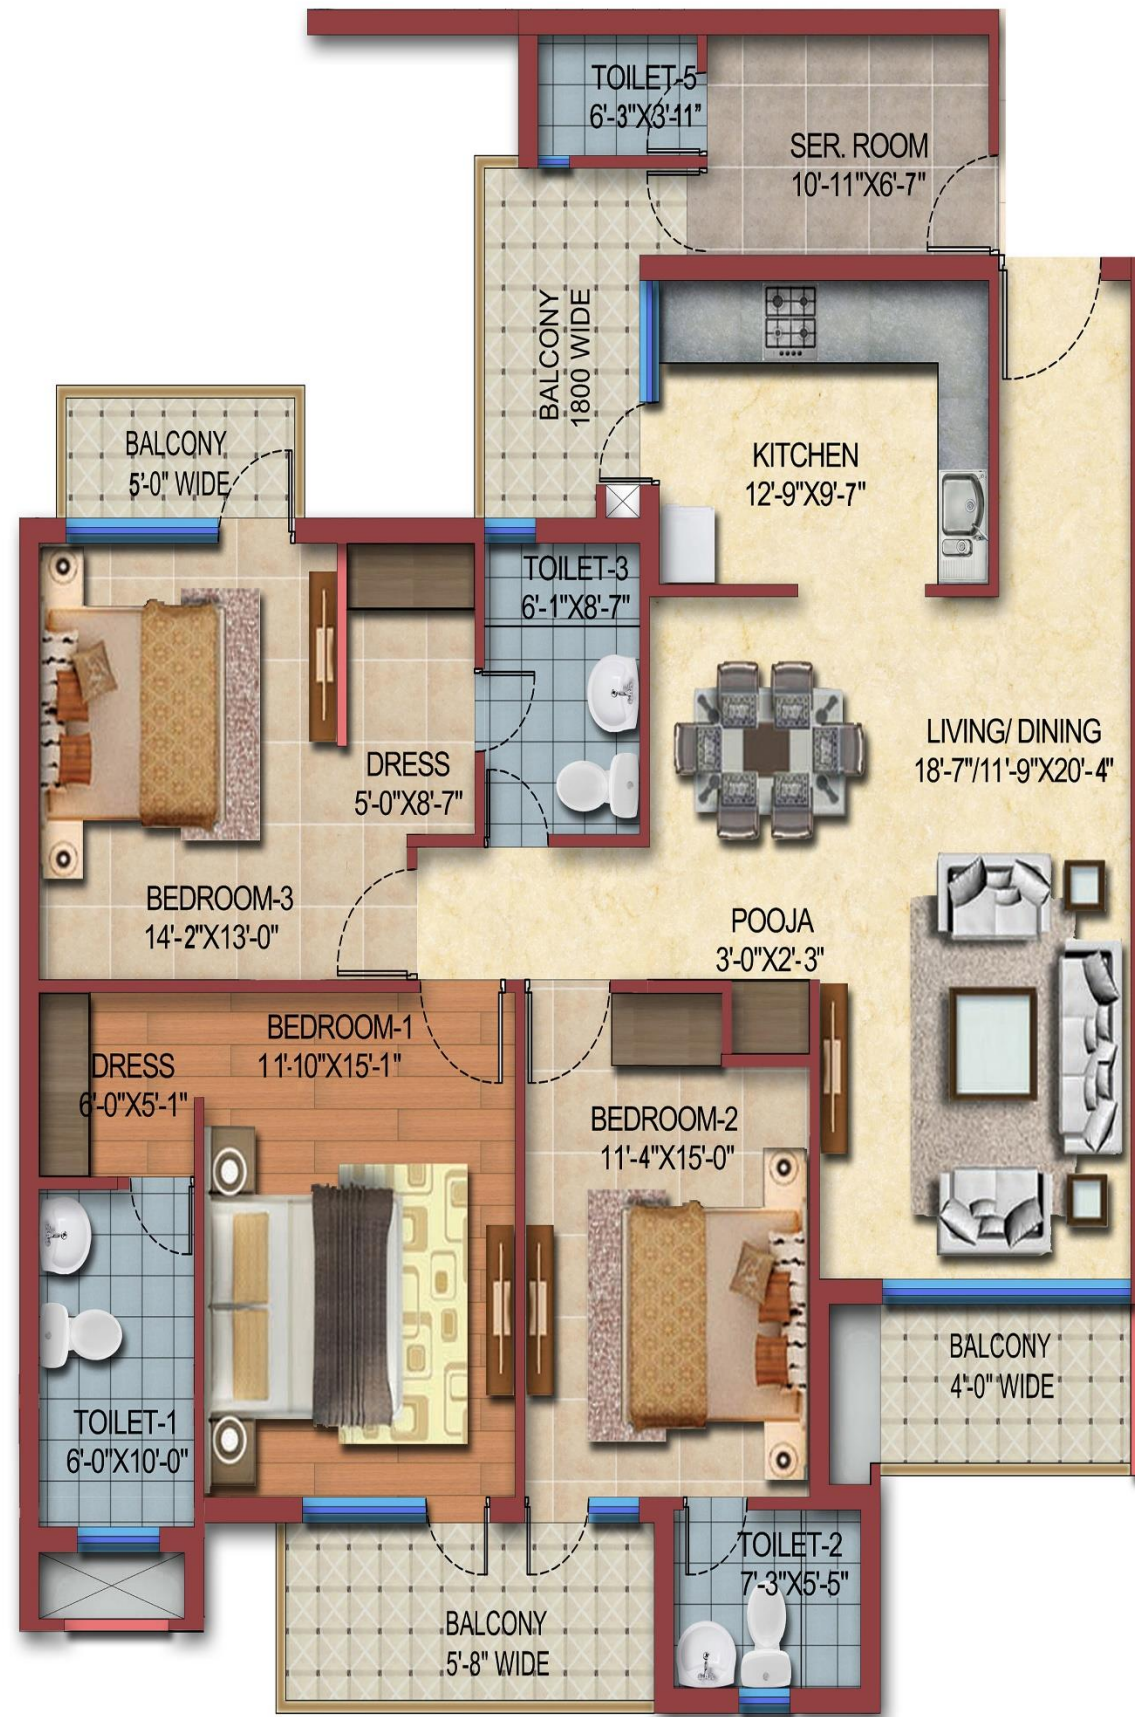 TOILET-5
6'-3"X3'-11"
SER. ROOM
10'-11"X6'-7"
BALCONY
1800 WIDE
BALCONY
5'-0" WIDE
KITCHEN
12'-9"X9'-7"
TOILET-3
6'-1"X8'-7"
LIVING/ DINING
18'-7"/11'-9"X20'-4"
DRESS
5'-0"X8'-7"
BEDROOM-3
14'-2"X13'-0"
POOJA
3'-0"X2'-3"
BEDROOM-1
11'-10"X15'-1"
DRESS
6'-0"X5'-1"
BEDROOM-2
11'-4"X15'-0"
BALCONY
4'-0" WIDE
TOILET-1
6'-0"X10'-0"
TOILET-2
7'-3"X5'-5"
BALCONY
5'-8" WIDE